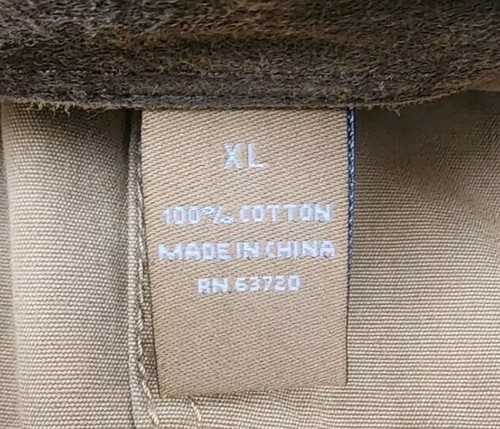 XL
100% COTTON
MADE IN CHINA
RN 63720